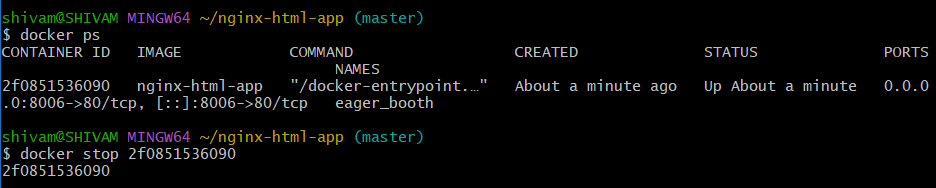 shivam@SHIVAM MINGW64 ~/nginx-html-app (master)
$ docker ps
CONTAINER ID   IMAGE            COMMAND                  CREATED              STATUS              PORTS
                                NAMES
2f0851536090   nginx-html-app   "/docker-entrypoint.…"   About a minute ago   Up About a minute   0.0.0
.0:8006->80/tcp, [::]:8006->80/tcp   eager_booth
shivam@SHIVAM MINGW64 ~/nginx-html-app (master)
$ docker stop 2f0851536090
2f0851536090